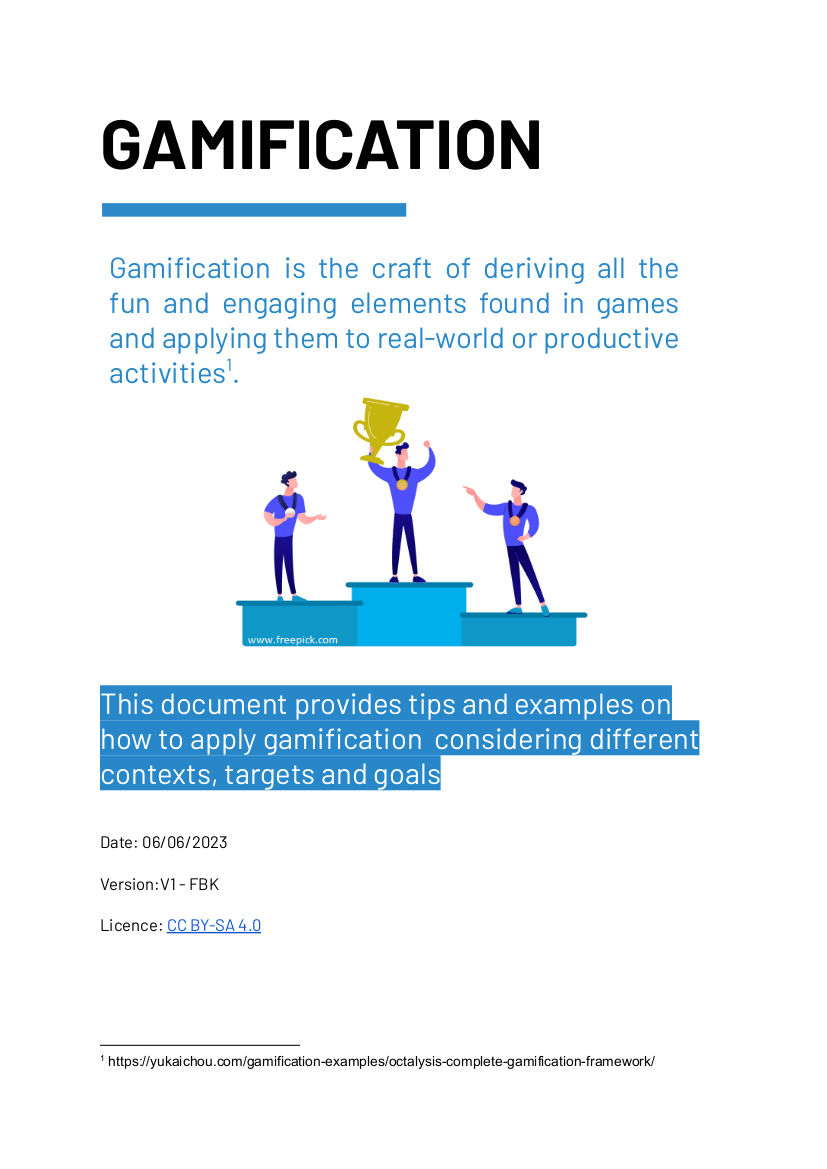 GAMIFICATION
Gamification is the craft of deriving all the
fun and engaging elements found in games
and applying them to real-world or productive
activities¹.
www.freepick.com
This document provides tips and examples on
how to apply gamification  considering different
contexts, targets and goals
Date: 06/06/2023
Version:V1 - FBK
Licence: CC BY-SA 4.0
¹ https://yukaichou.com/gamification-examples/octalysis-complete-gamification-framework/